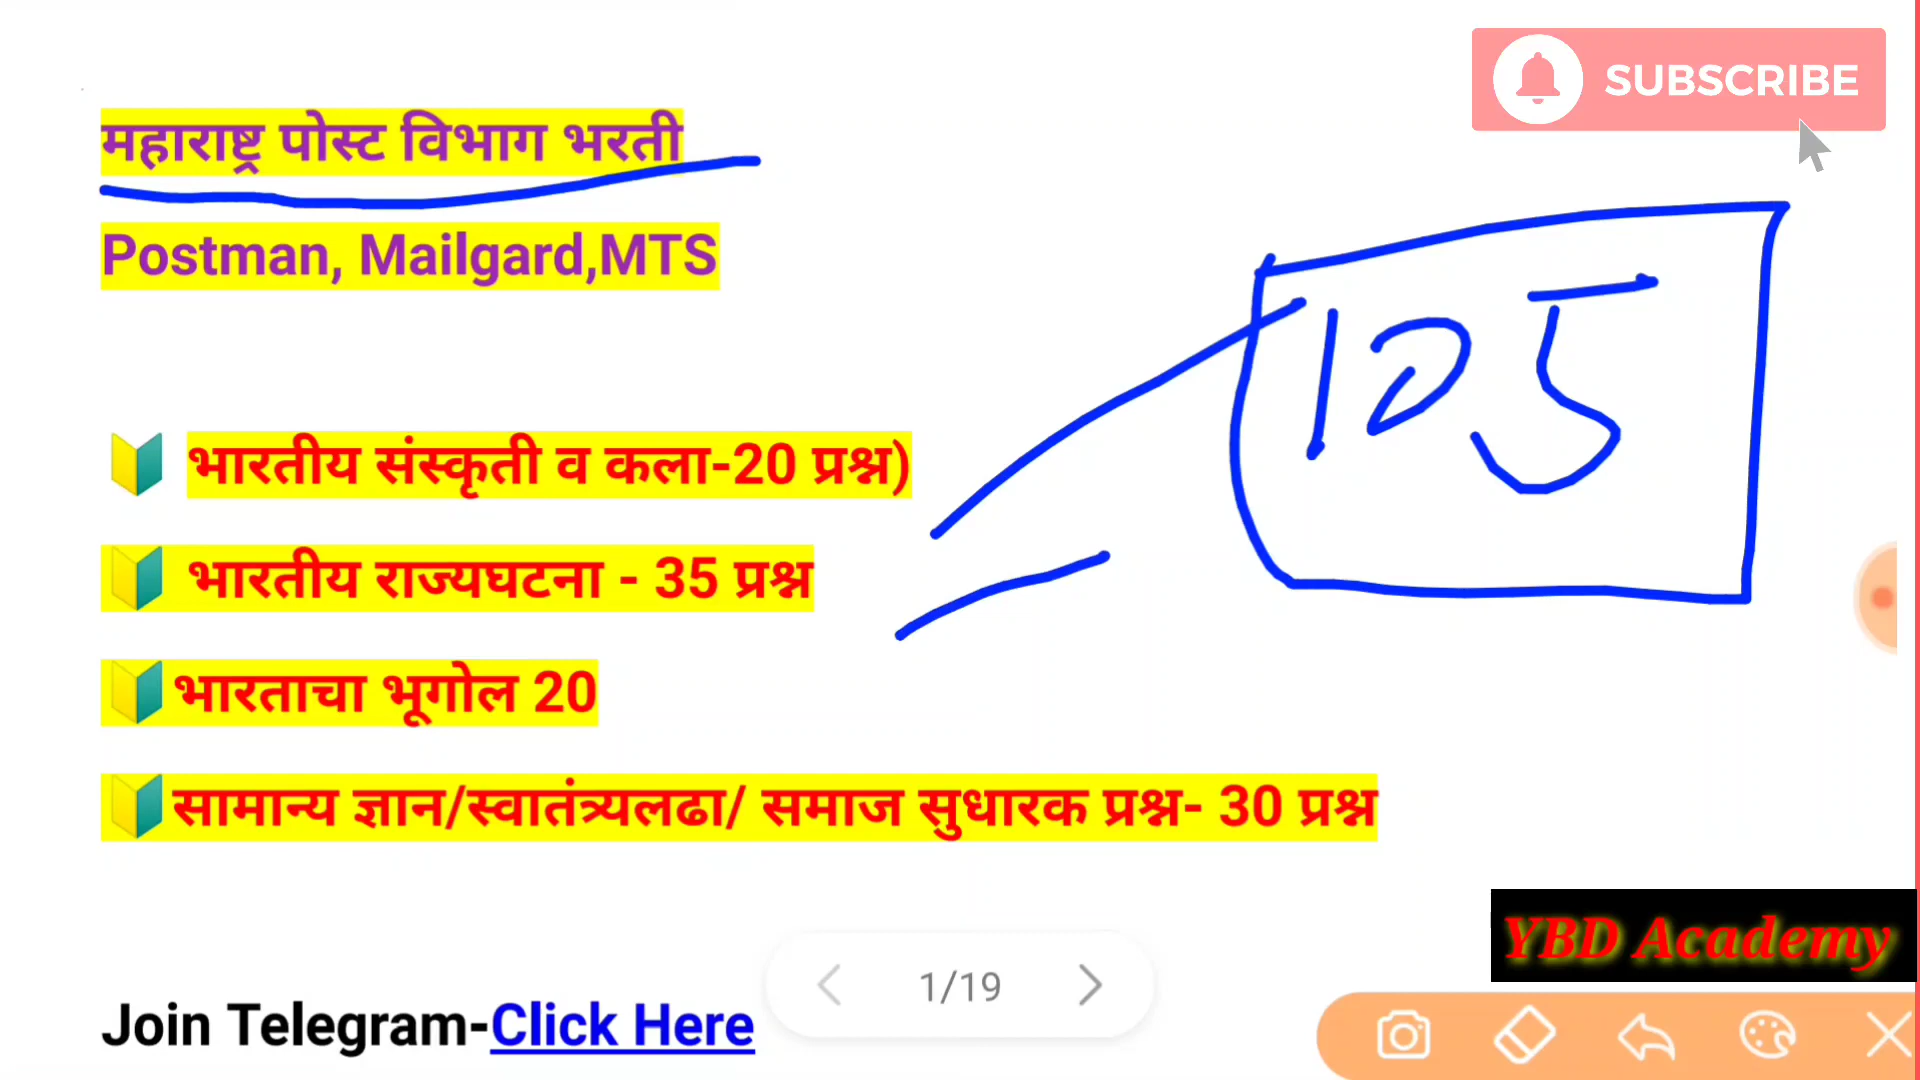 SUBSCRIBE
महाराष्ट्र पोस्ट विभाग भरती
Postman, Mailgard,MTS
105
भारतीय संस्कृती व कला-20 प्रश्न)
भारतीय राज्यघटना - 35 प्रश्न
भारताचा भूगोल 20
सामान्य ज्ञान/स्वातंत्र्यलढा/ समाज सुधारक प्रश्न- 30 प्रश्न
YBD Academy
1/19
Join Telegram-Click Here